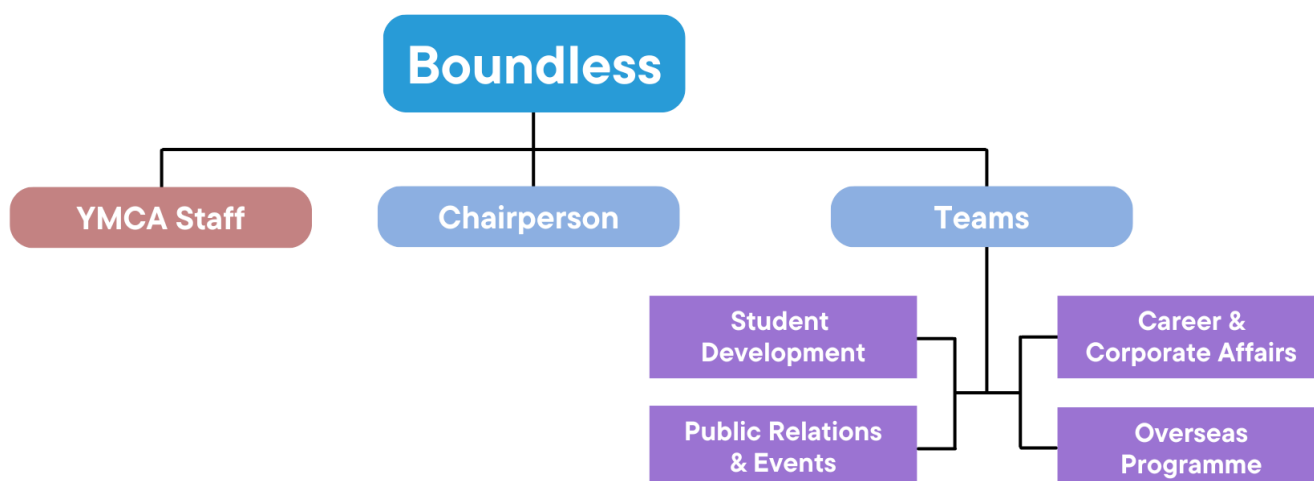 Boundless
YMCA Staff
Chairperson
Teams
Student
Development
Career &
Corporate Affairs
Public Relations
& Events
Overseas
Programme